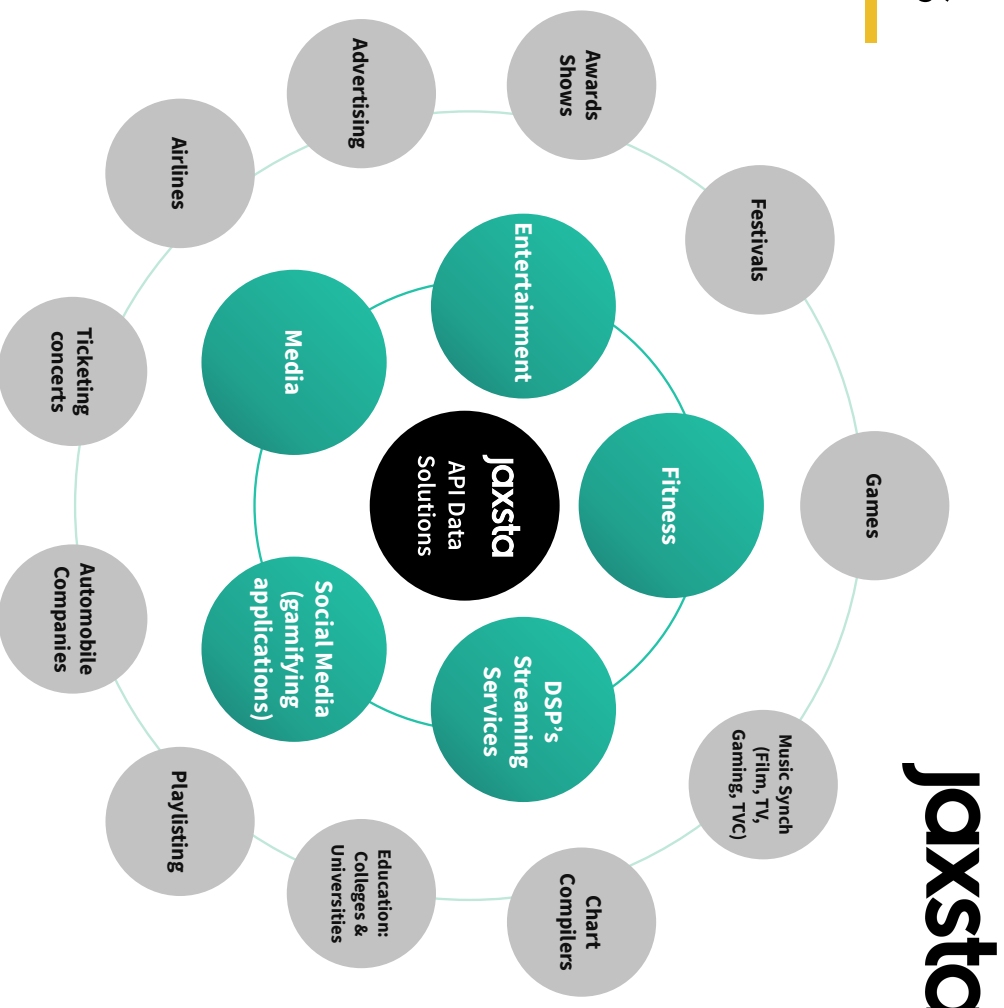 Jaxsta
Games
Festivals
Music Synch
(Film, TV,
Gaming, TVC)
Fitness
Awards
Shows
Chart
Compilers
Entertainment
DSP’s
Streaming
Services
Jaxsta
API Data
Solutions
Advertising
Education:
Colleges &
Universities
Media
Social Media
(gamifying
applications)
Airlines
Playlisting
Ticketing
concerts
Automobile
Companies